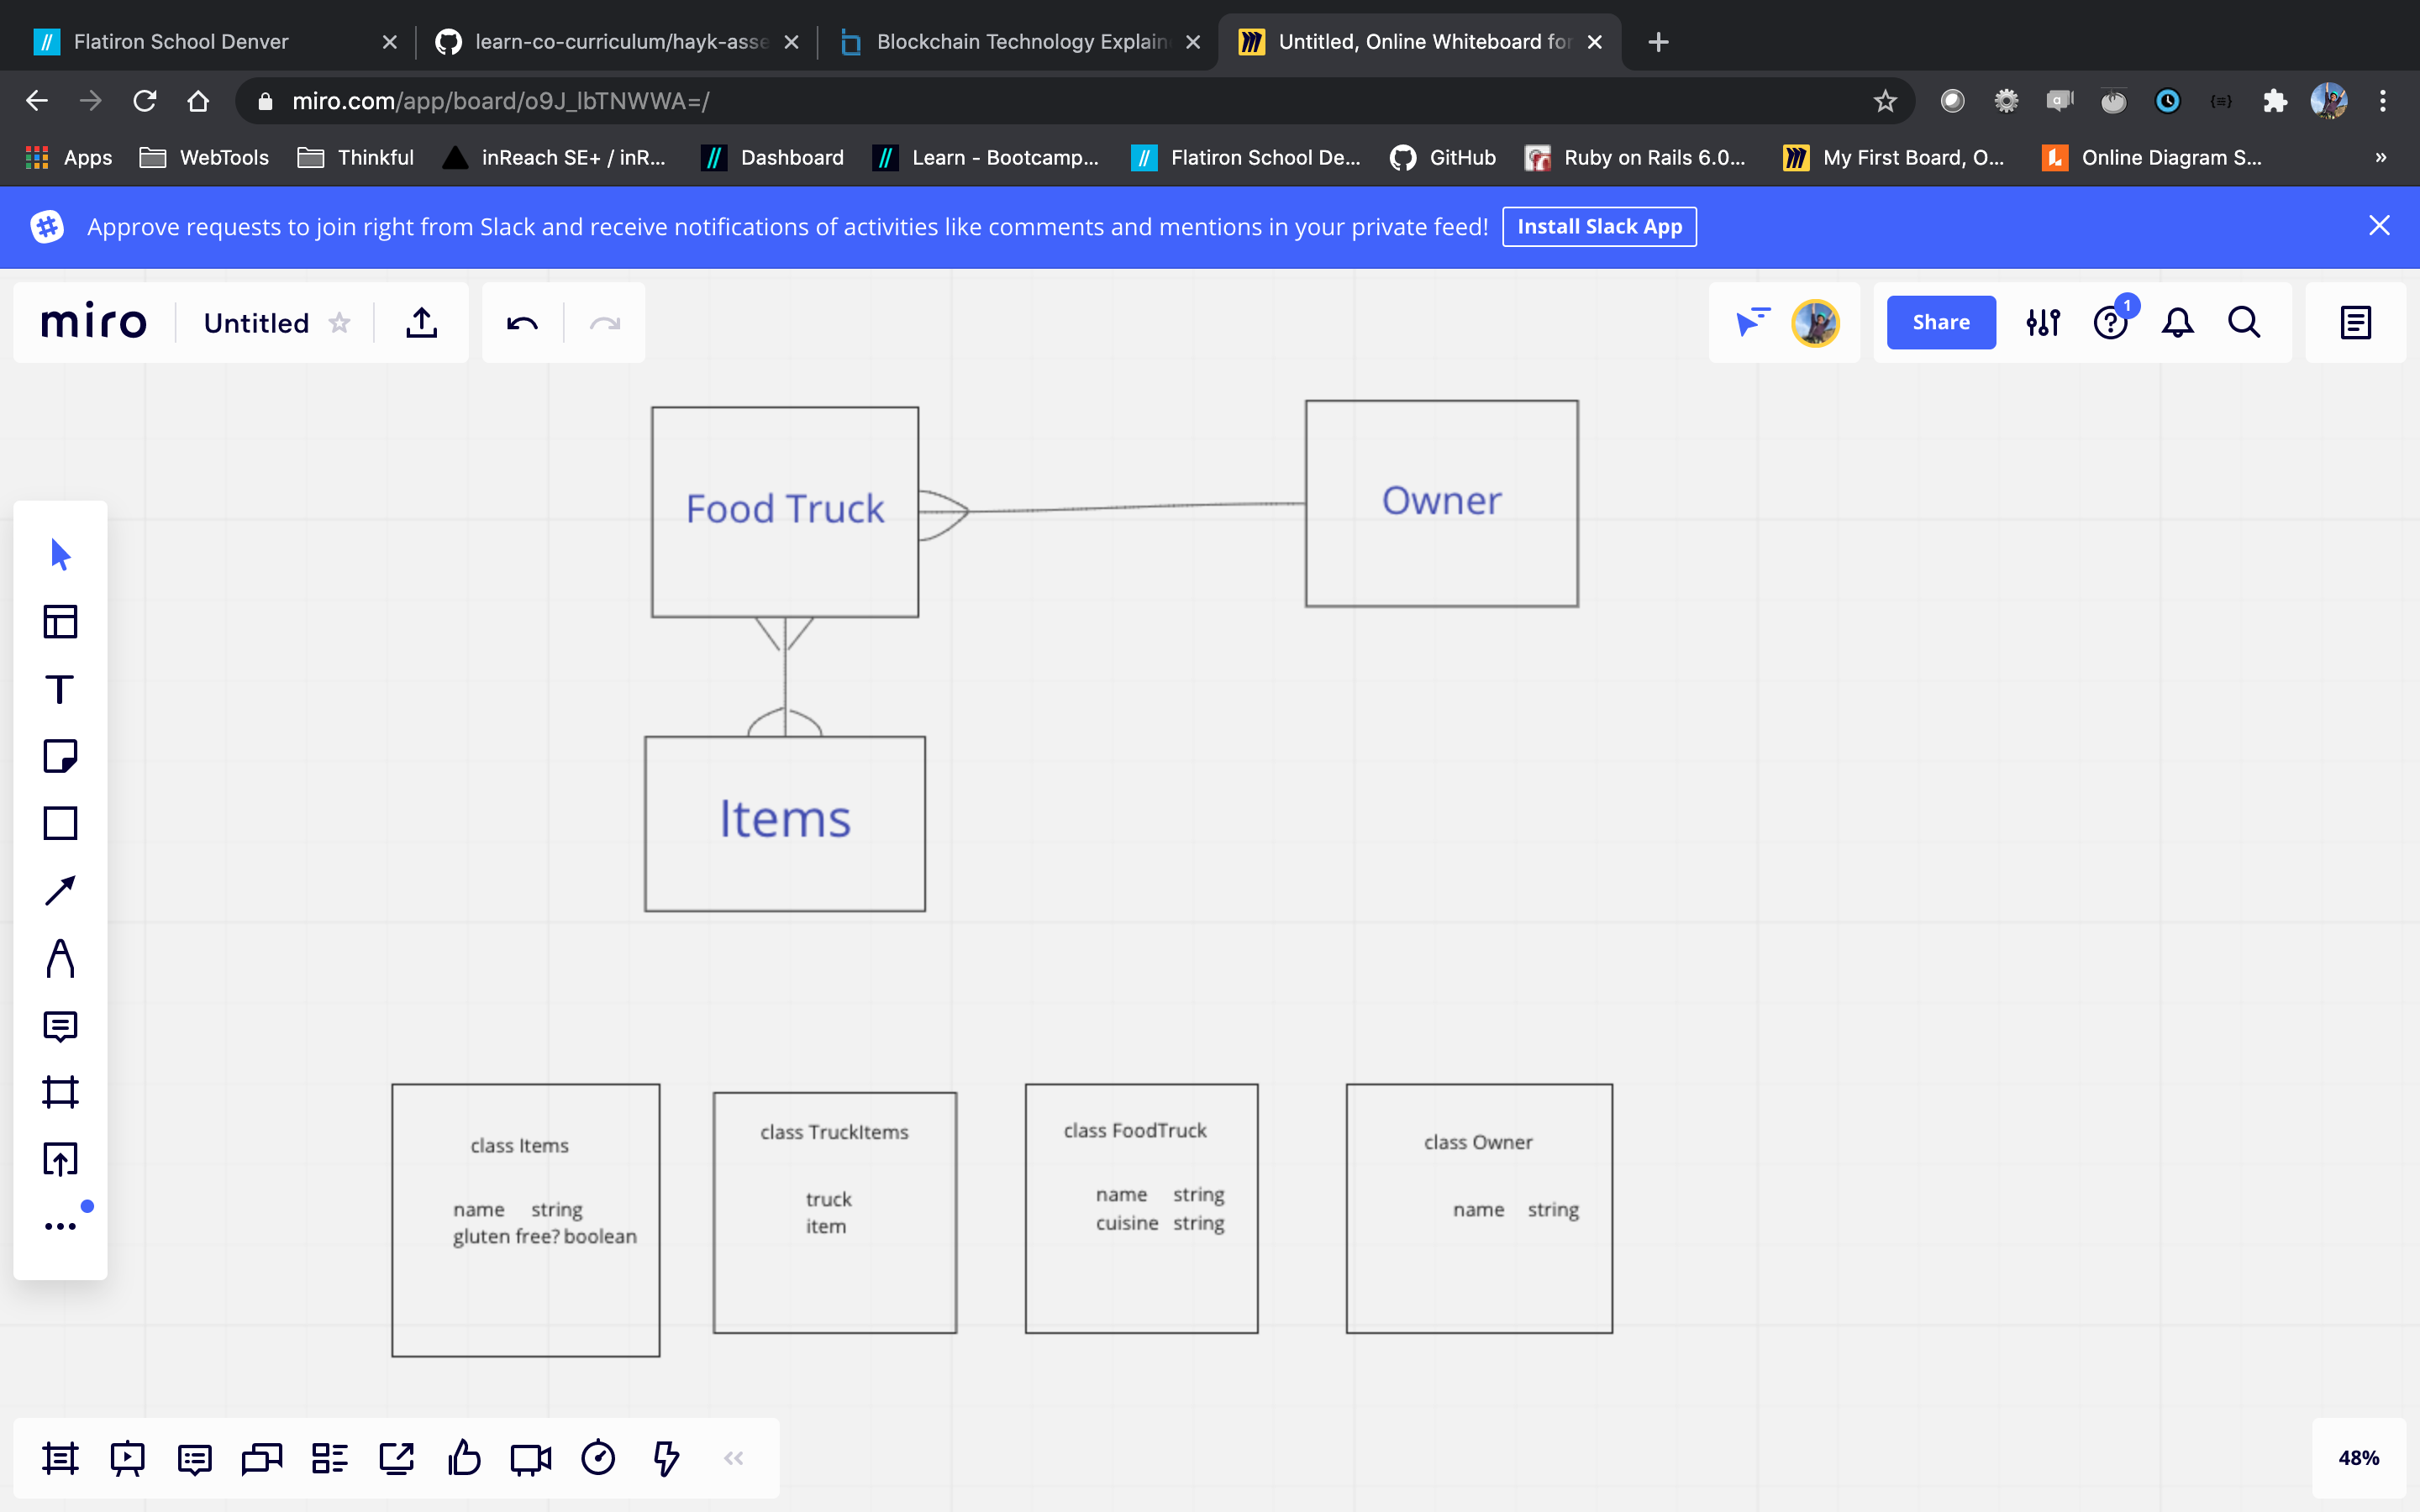 Flatiron School Denver
learn-co-curriculum/hayk-asse
Blockchain Technology Explain
Untitled, Online Whiteboard for
miro.com/app/board/o9J_lbTNWWA=/
Apps WebTools Thinkful inReach SE+ / inR... Dashboard Learn - Bootcamp... Flatiron School De... GitHub Ruby on Rails 6.0... My First Board, O... Online Diagram S... »
Approve requests to join right from Slack and receive notifications of activities like comments and mentions in your private feed! Install Slack App
miro Untitled Share 1
Food Truck
Owner
Items
class Items
name string
gluten free? boolean
class TruckItems
truck
item
class FoodTruck
name string
cuisine string
class Owner
name string
48%